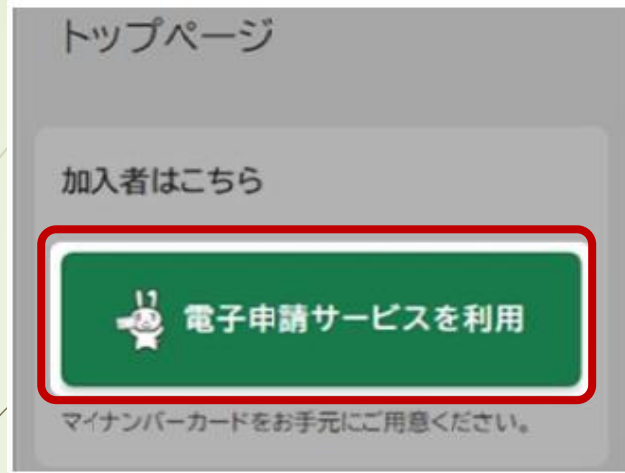 トップページ
加入者はこちら
電子申請サービスを利用
マイナンバーカードをお手元にご用意ください。